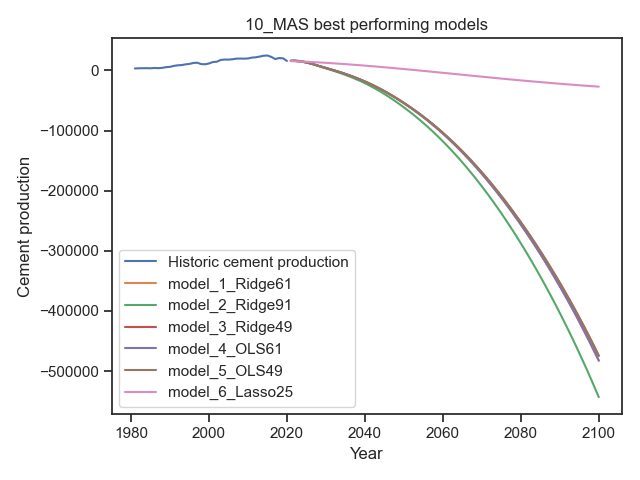 10_MAS best performing models
Cement production
0
−100000
−200000
−300000
−400000
−500000
Historic cement production
model_1_Ridge61
model_2_Ridge91
model_3_Ridge49
model_4_OLS61
model_5_OLS49
model_6_Lasso25
1980
2000
2020
2040
2060
2080
2100
Year